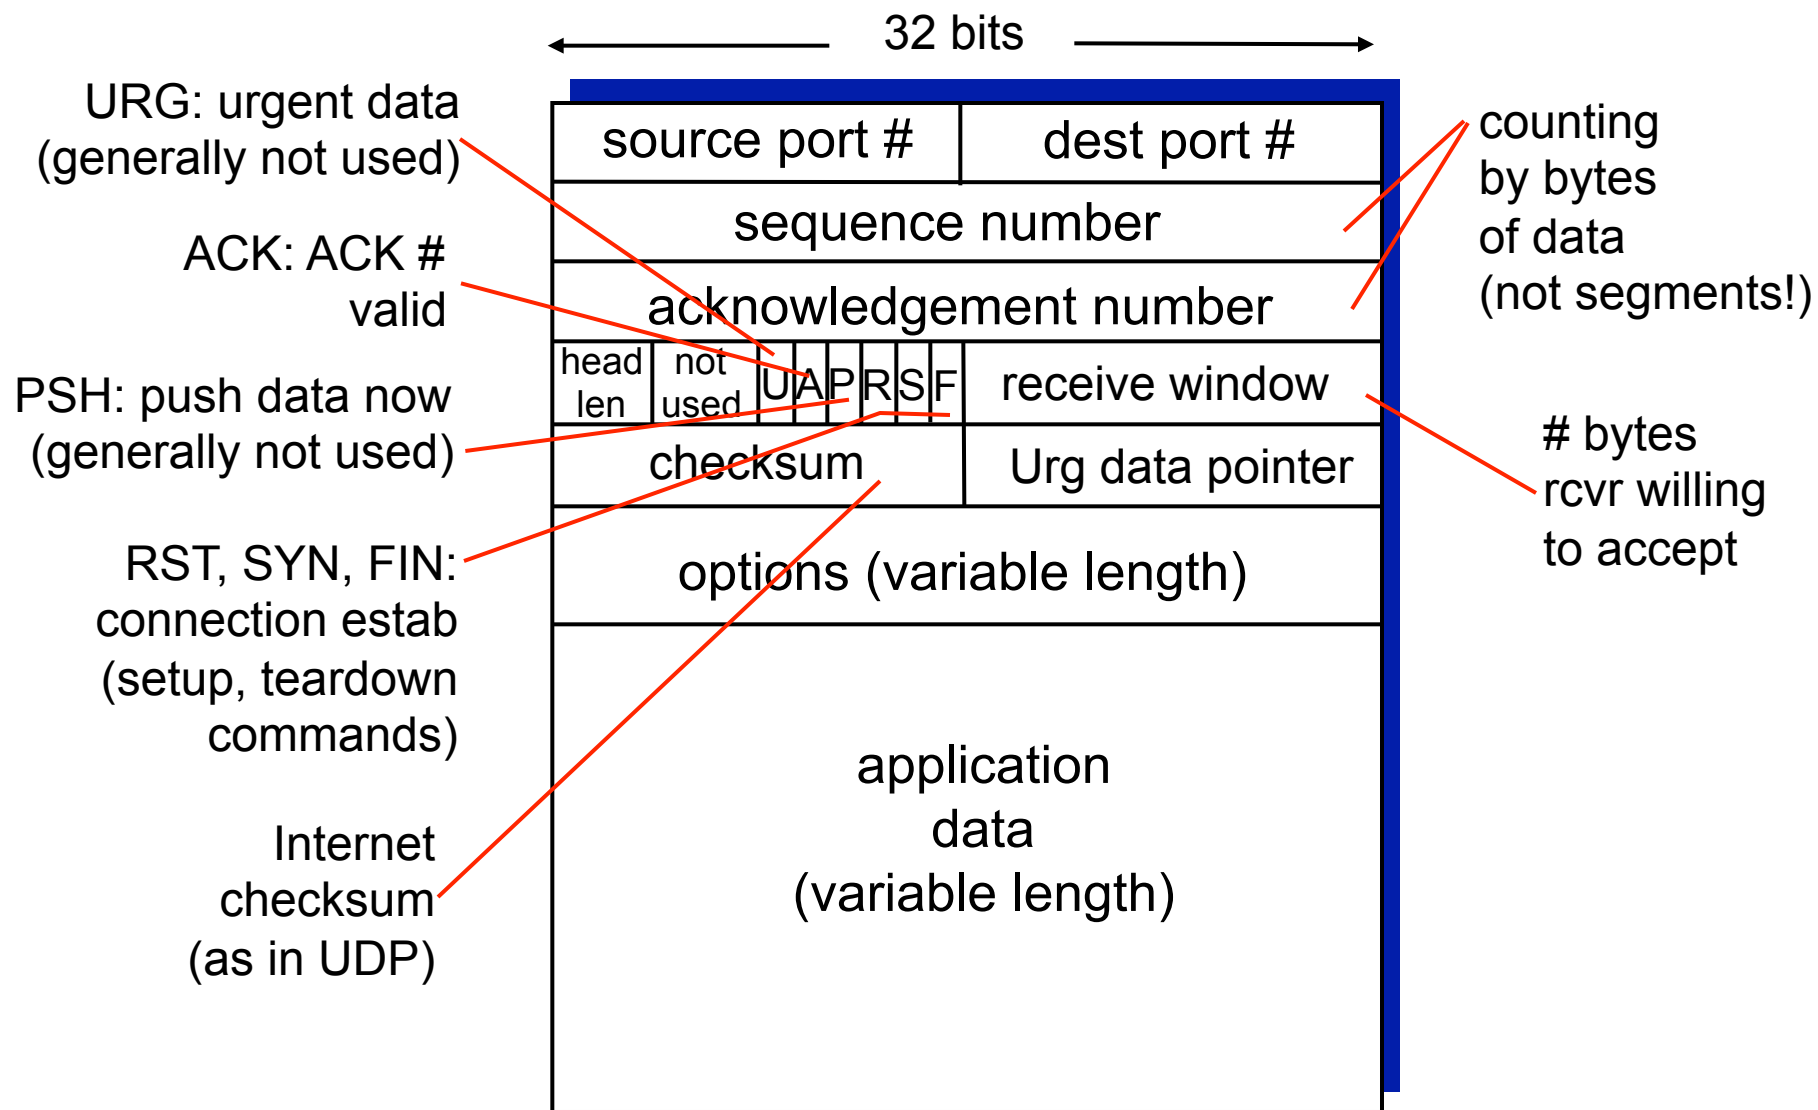 32 bits
URG: urgent data
(generally not used)
ACK: ACK #
valid
PSH: push data now
(generally not used)
RST, SYN, FIN:
connection estab
(setup, teardown
commands)
Internet
checksum
(as in UDP)
source port #
dest port #
sequence number
acknowledgement number
head
len
not
used
U
A
P
R
S
F
receive window
checksum
Urg data pointer
options (variable length)
application
data
(variable length)
counting
by bytes
of data
(not segments!)
# bytes
rcvr willing
to accept